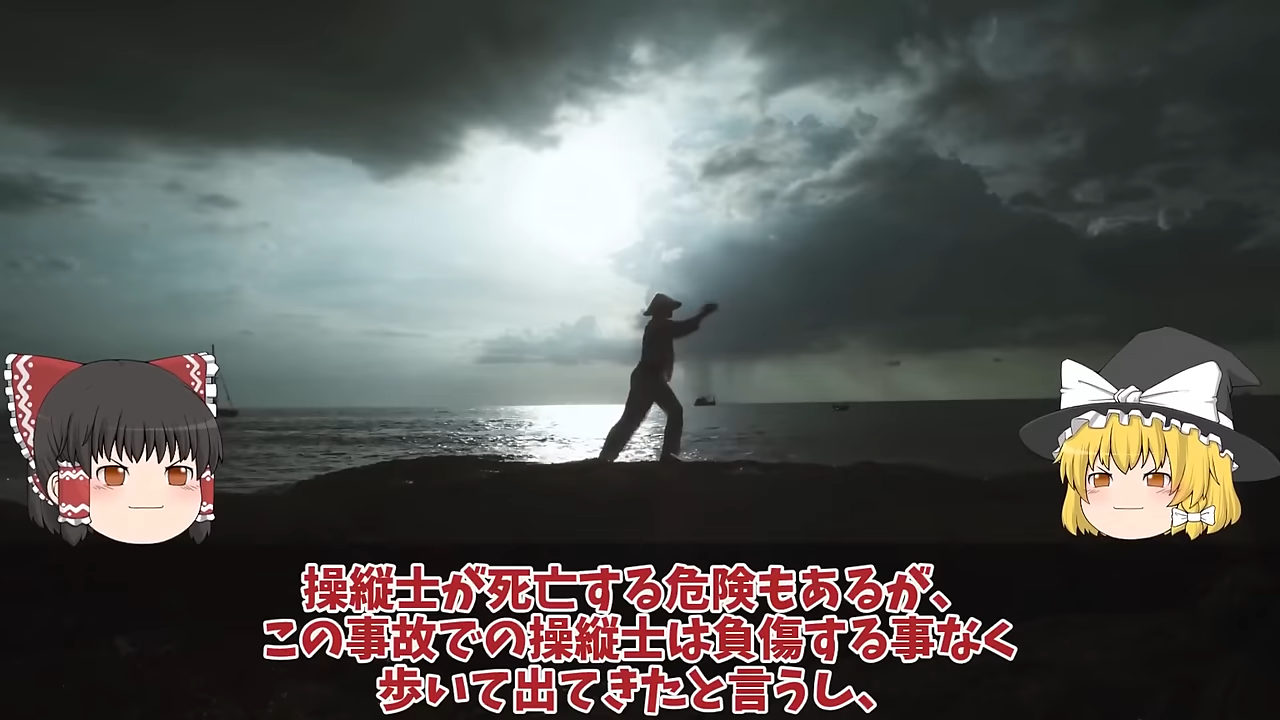 操縦士が死亡する危険もあるが、
この事故での操縦士は負傷する事なく
歩いて出てきたと言うし、